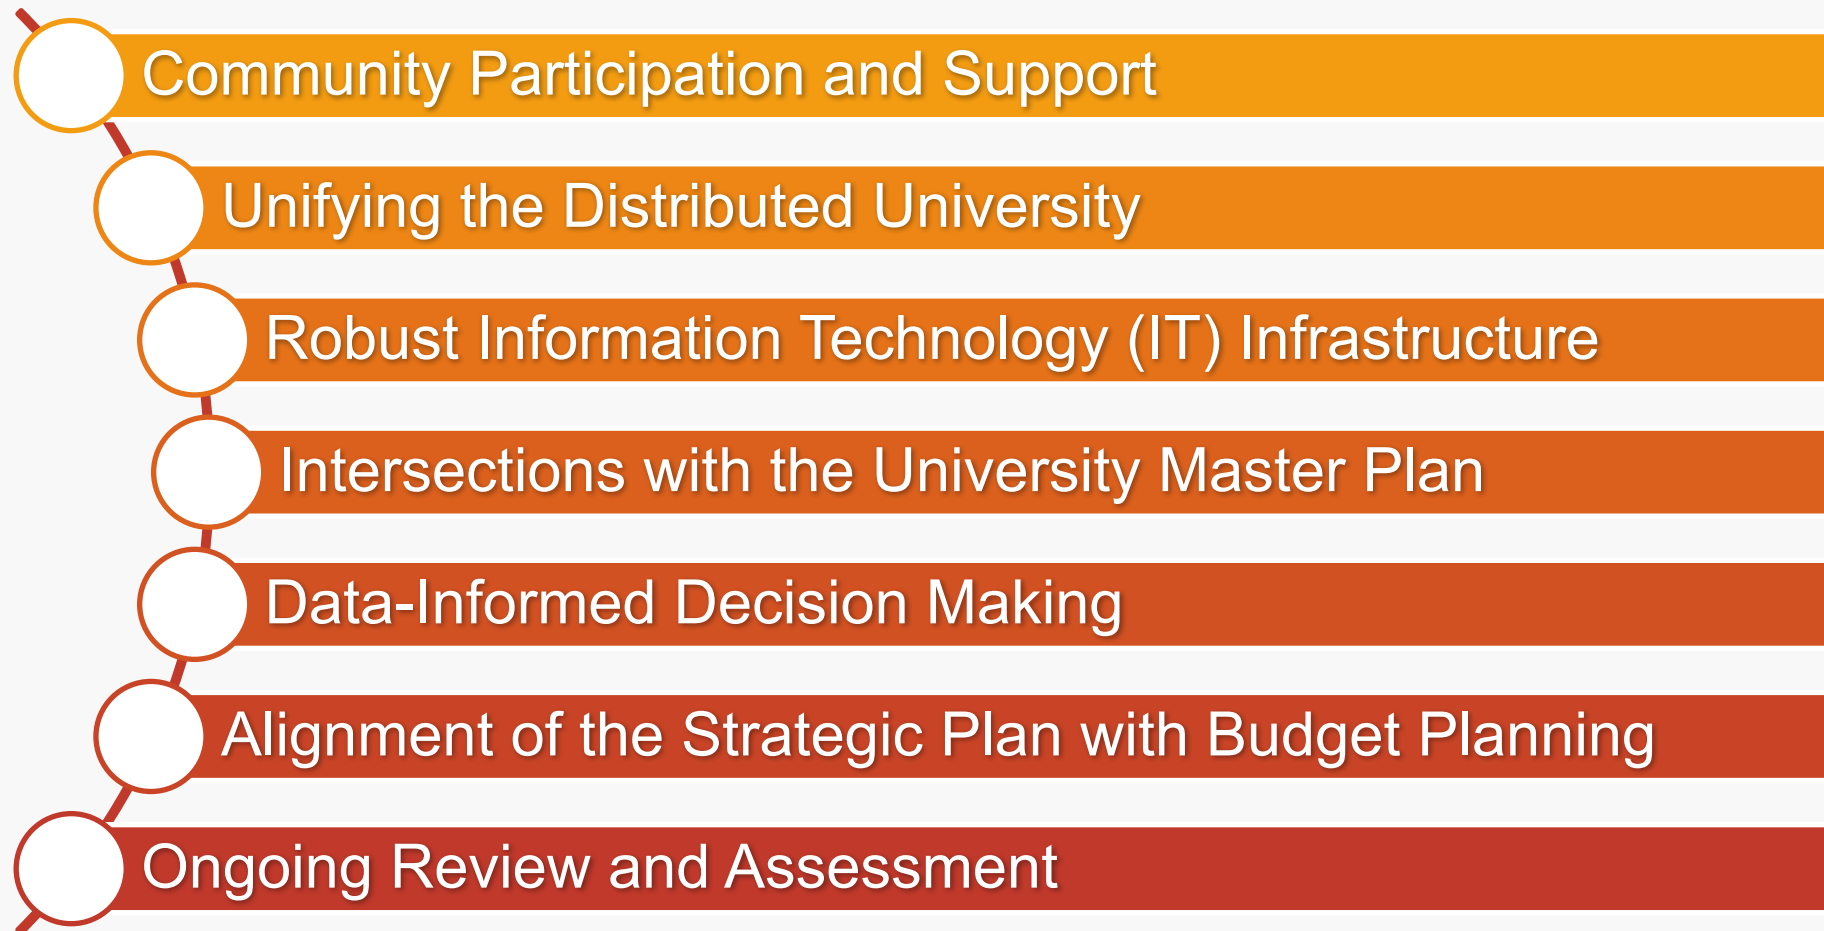 Community Participation and Support
Unifying the Distributed University
Robust Information Technology (IT) Infrastructure
Intersections with the University Master Plan
Data-Informed Decision Making
Alignment of the Strategic Plan with Budget Planning
Ongoing Review and Assessment